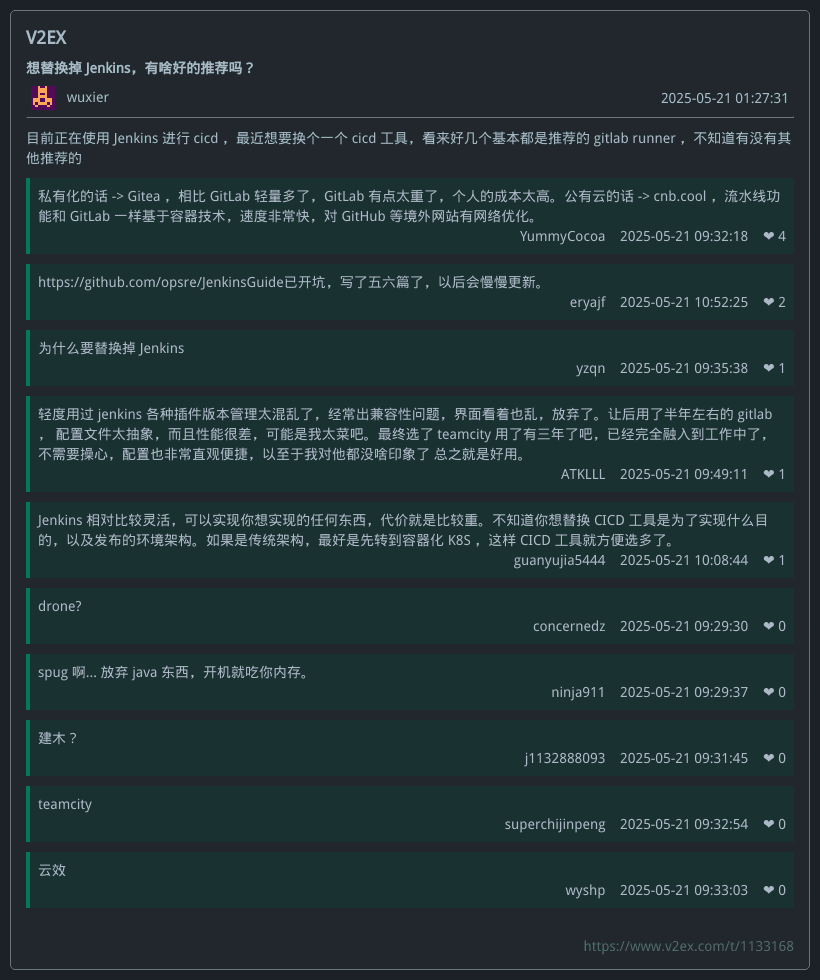 V2EX
想替换掉 Jenkins，有啥好的推荐吗？
wuxier
2025-05-21 01:27:31
目前正在使用 Jenkins 进行 cicd ，最近想要换个一个 cicd 工具，看来好几个基本都是推荐的 gitlab runner ，不知道有没有其
他推荐的
私有化的话 -> Gitea ，相比 GitLab 轻量多了，GitLab 有点太重了，个人的成本太高。公有云的话 -> cnb.cool ，流水线功
能和 GitLab 一样基于容器技术，速度非常快，对 GitHub 等境外网站有网络优化。
YummyCocoa 2025-05-21 09:32:18 ❤ 4
https://github.com/opsre/JenkinsGuide已开坑，写了五六篇了，以后会慢慢更新。
eryajf 2025-05-21 10:52:25 ❤ 2
为什么要替换掉 Jenkins
yzqn 2025-05-21 09:35:38 ❤ 1
轻度用过 jenkins 各种插件版本管理太混乱了，经常出兼容性问题，界面看着也乱，放弃了。让后用了半年左右的 gitlab
， 配置文件太抽象，而且性能很差，可能是我太菜吧。最终选了 teamcity 用了有三年了吧，已经完全融入到工作中了，
不需要操心，配置也非常直观便捷，以至于我对他都没啥印象了 总之就是好用。
ATKLLL 2025-05-21 09:49:11 ❤ 1
Jenkins 相对比较灵活，可以实现你想实现的任何东西，代价就是比较重。不知道你想替换 CICD 工具是为了实现什么目
的，以及发布的环境架构。如果是传统架构，最好是先转到容器化 K8S ，这样 CICD 工具就方便选多了。
guanyujia5444 2025-05-21 10:08:44 ❤ 1
drone?
concernedz 2025-05-21 09:29:30 ❤ 0
spug 啊... 放弃 java 东西，开机就吃你内存。
ninja911 2025-05-21 09:29:37 ❤ 0
建木？
j1132888093 2025-05-21 09:31:45 ❤ 0
teamcity
superchijinpeng 2025-05-21 09:32:54 ❤ 0
云效
wyshp 2025-05-21 09:33:03 ❤ 0
https://www.v2ex.com/t/1133168